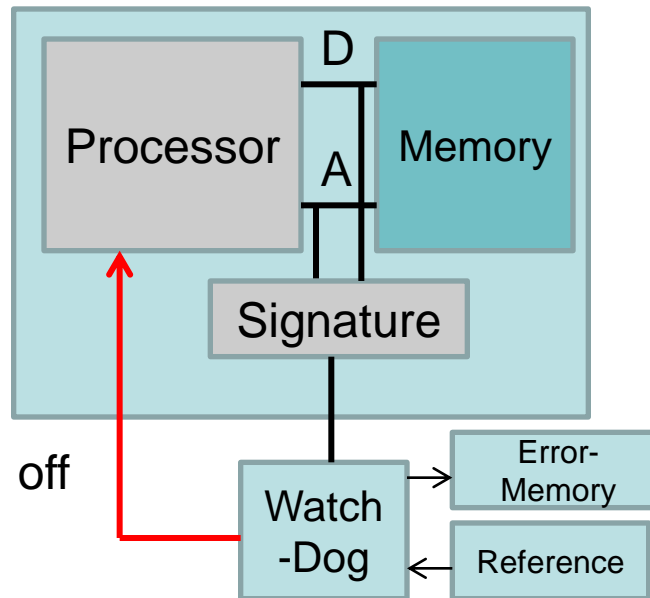 D
Processor
Memory
A
Signature
off
Watch
-Dog
Error-
Memory
Reference